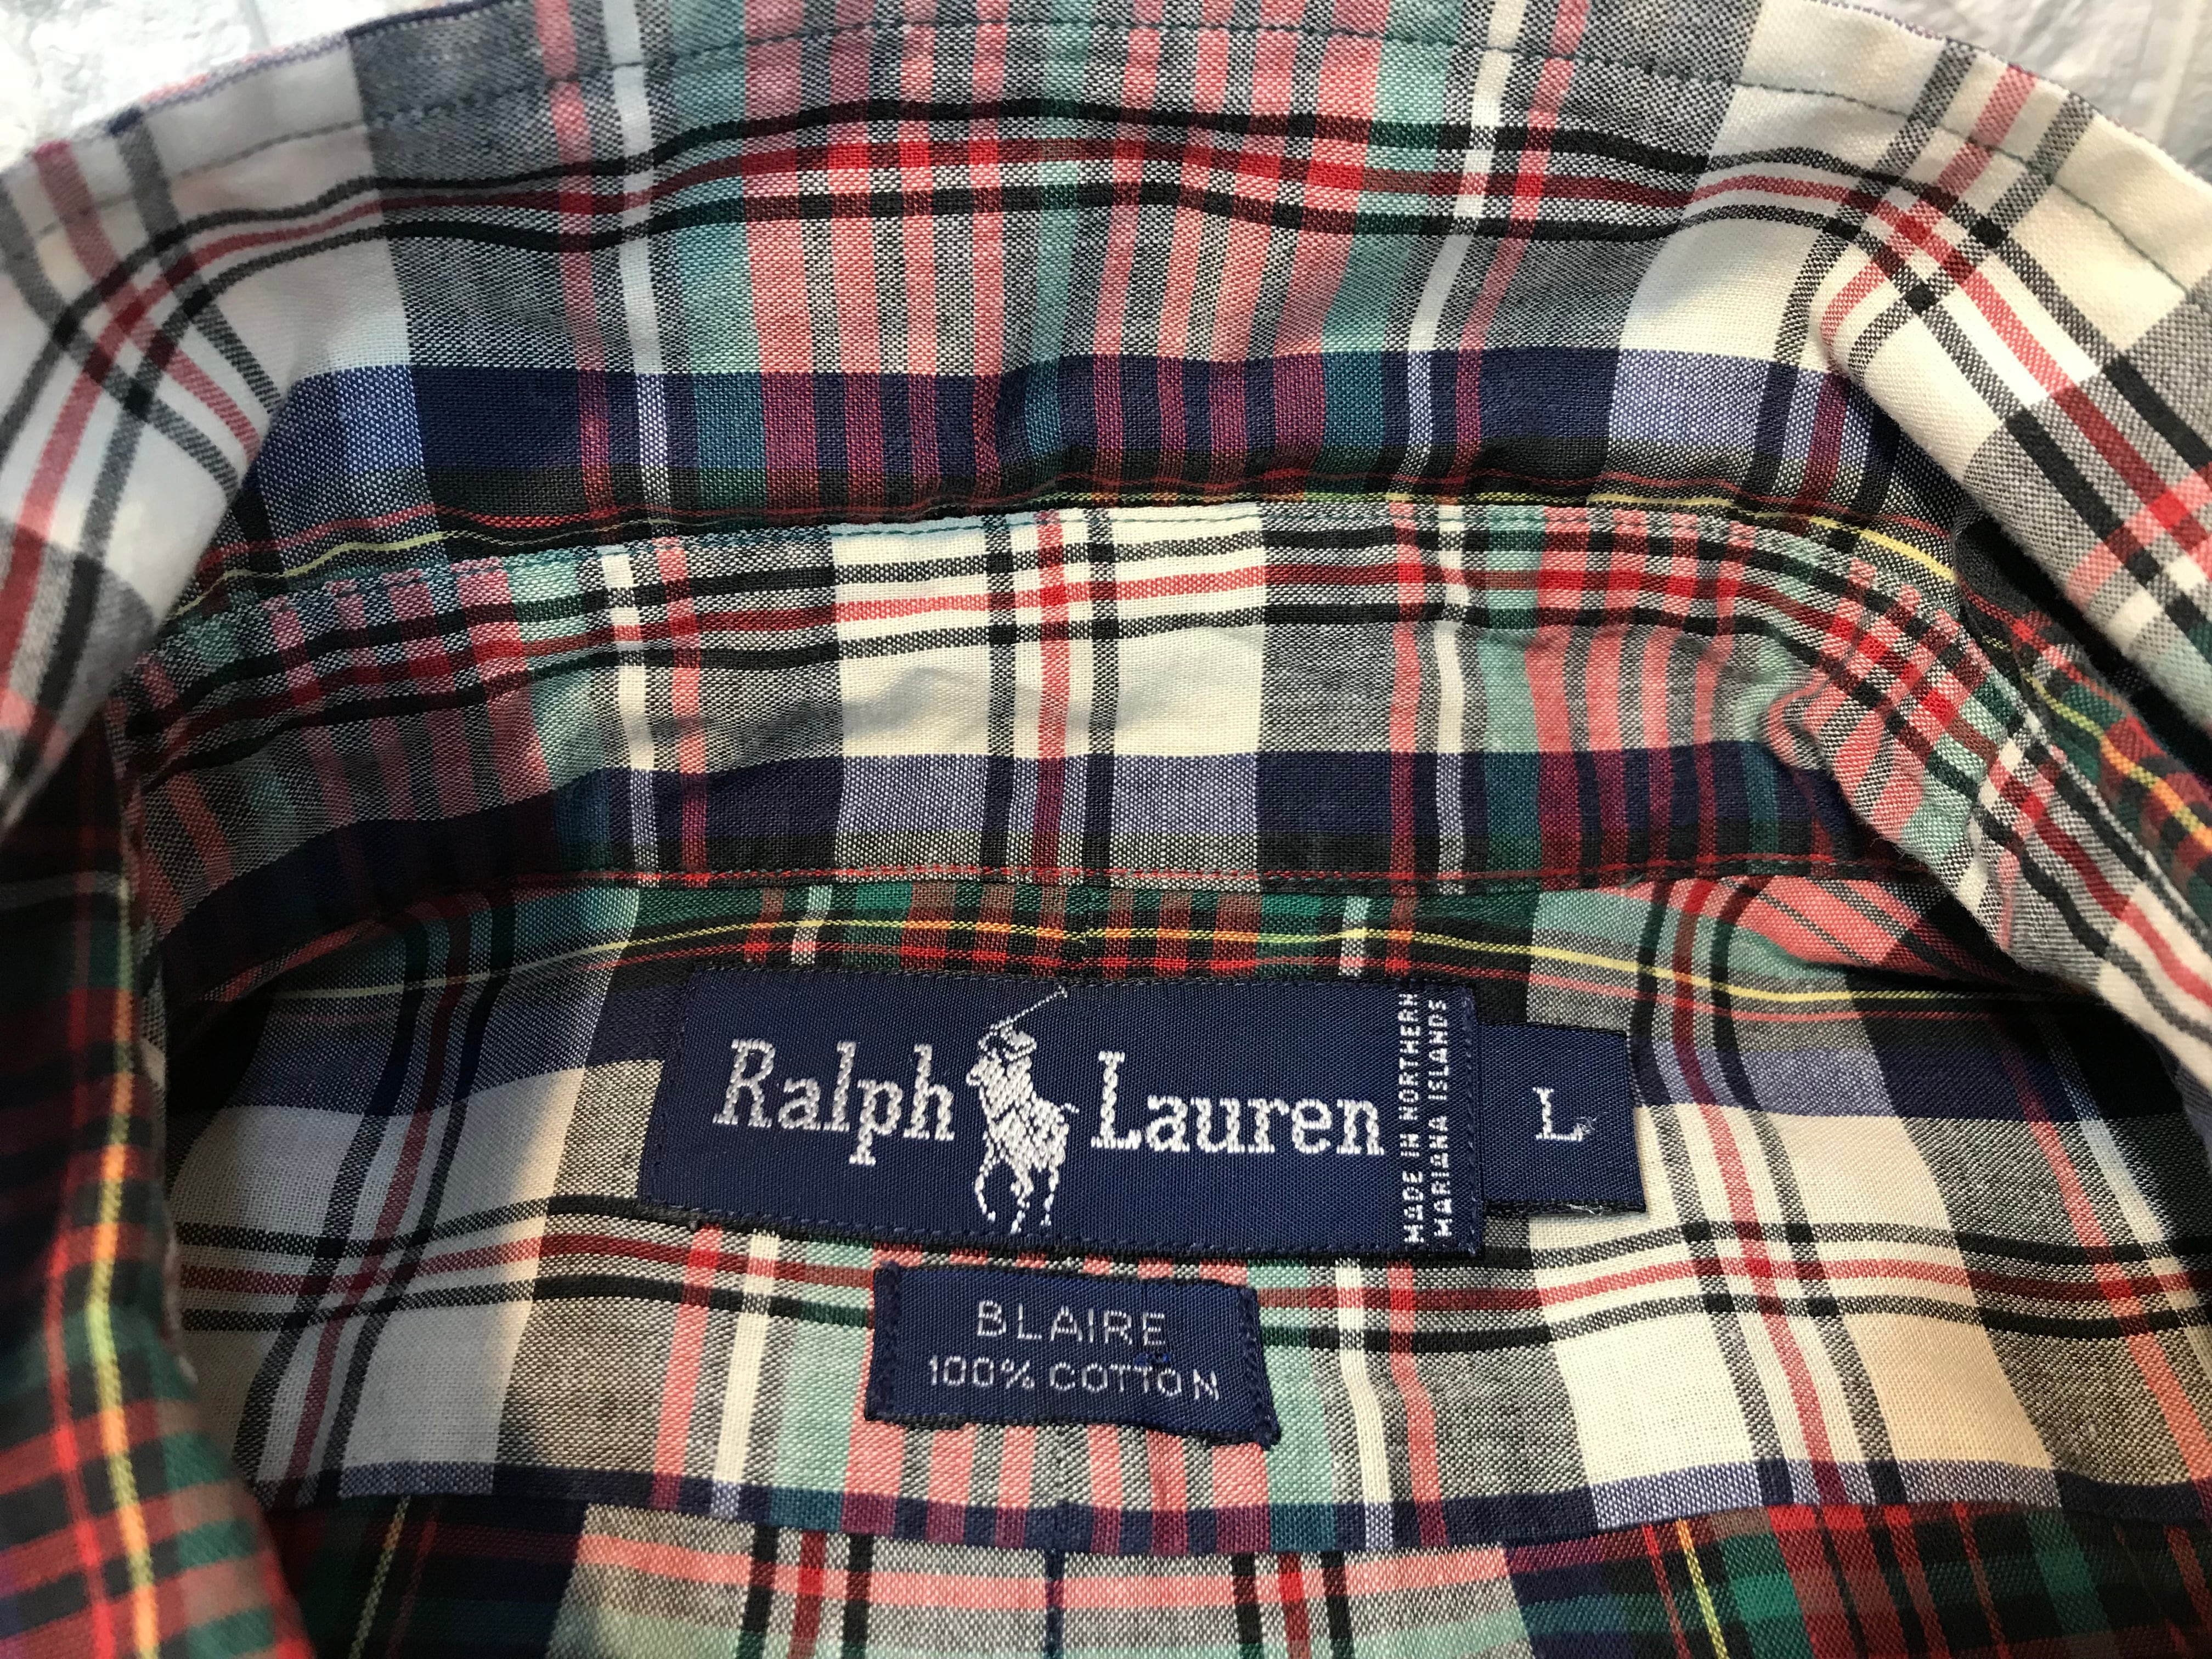 Ralph Lauren
MADE IN NORTHERN
MARIANA ISLANDS
L
BLAIRE
100% COTTON